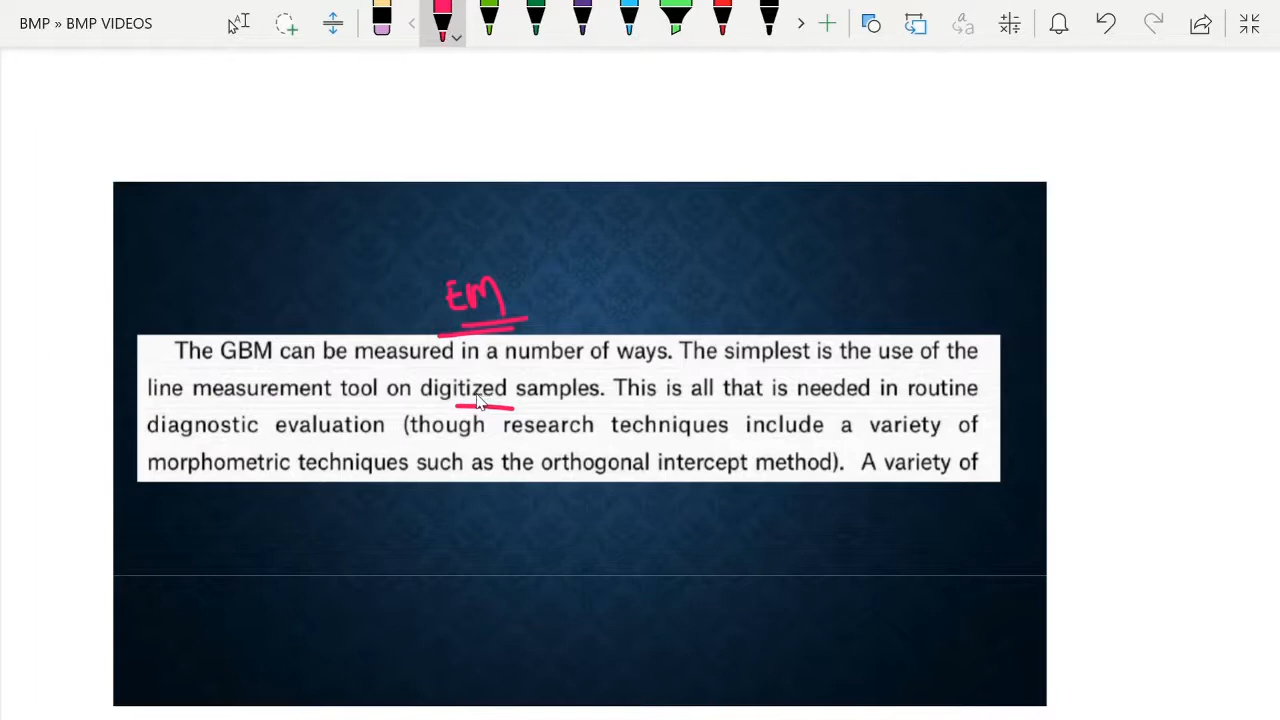 BMP » BMP VIDEOS
EM
The GBM can be measured in a number of ways. The simplest is the use of the
line measurement tool on digitized samples. This is all that is needed in routine
diagnostic evaluation (though research techniques include a variety of
morphometric techniques such as the orthogonal intercept method). A variety of